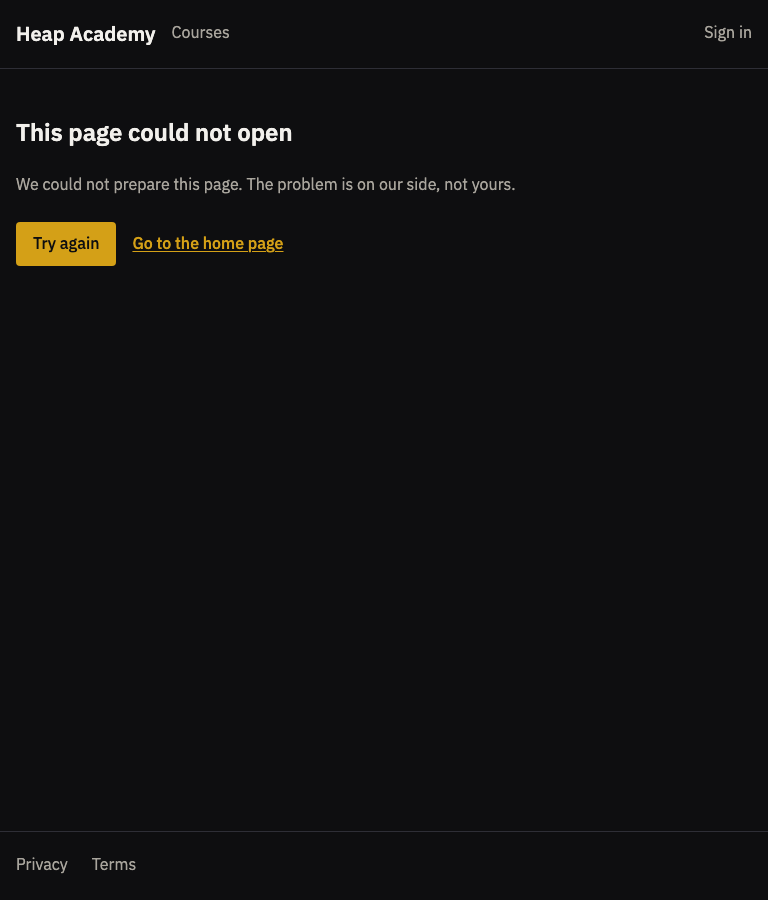 Heap Academy Courses Sign in
This page could not open
We could not prepare this page. The problem is on our side, not yours.
Try again Go to the home page
Privacy Terms